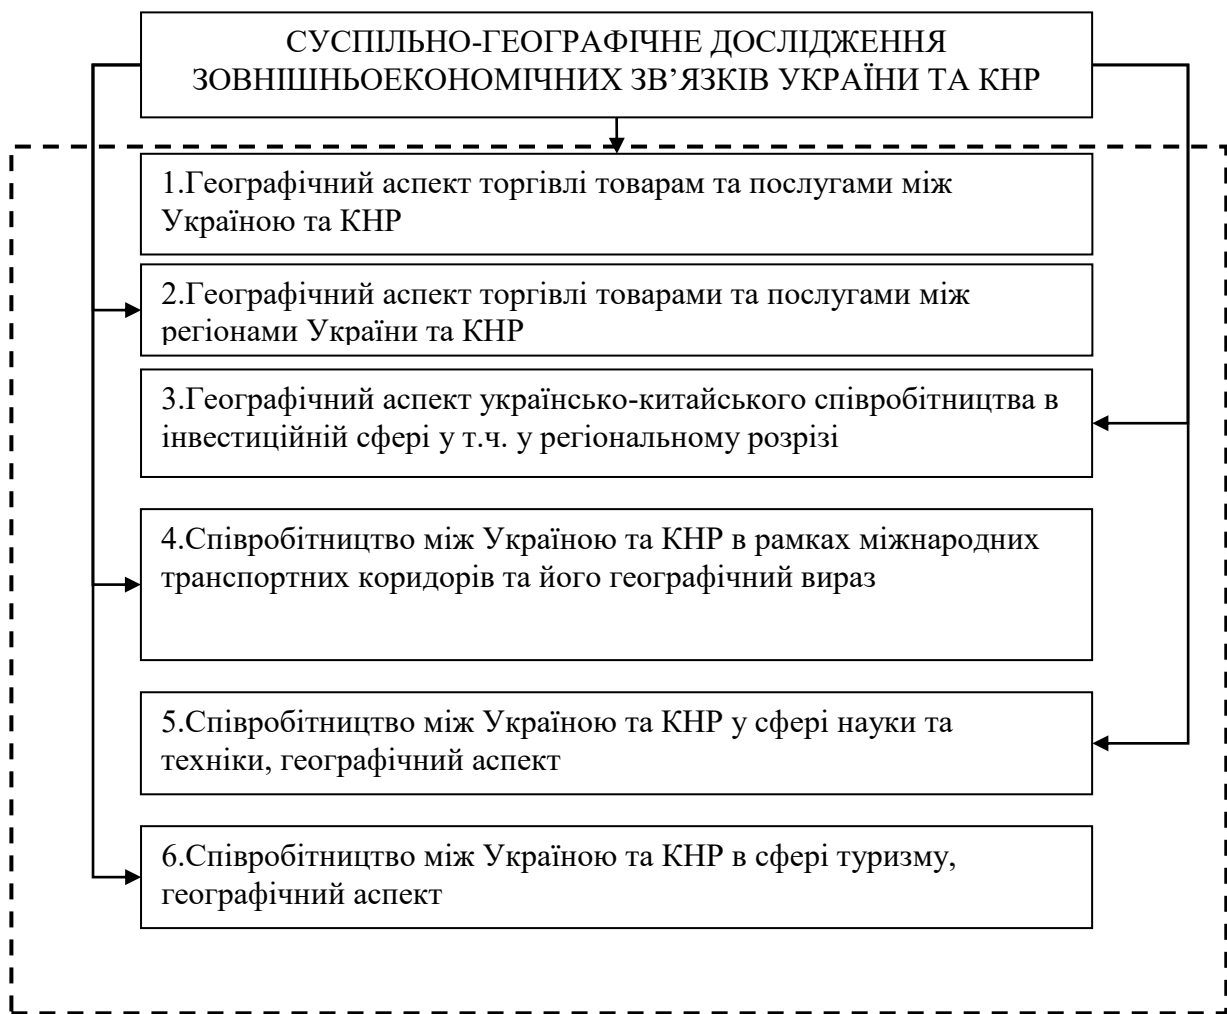 СУСПІЛЬНО-ГЕОГРАФІЧНЕ ДОСЛІДЖЕННЯ
ЗОВНІШНЬОЕКОНОМІЧНИХ ЗВ’ЯЗКІВ УКРАЇНИ ТА КНР
1.Географічний аспект торгівлі товарам та послугами між
Україною та КНР
2.Географічний аспект торгівлі товарами та послугами між
регіонами України та КНР
3.Географічний аспект українсько-китайського співробітництва в
інвестиційній сфері у т.ч. у регіональному розрізі
4.Співробітництво між Україною та КНР в рамках міжнародних
транспортних коридорів та його географічний вираз
5.Співробітництво між Україною та КНР у сфері науки та
техніки, географічний аспект
6.Співробітництво між Україною та КНР в сфері туризму,
географічний аспект